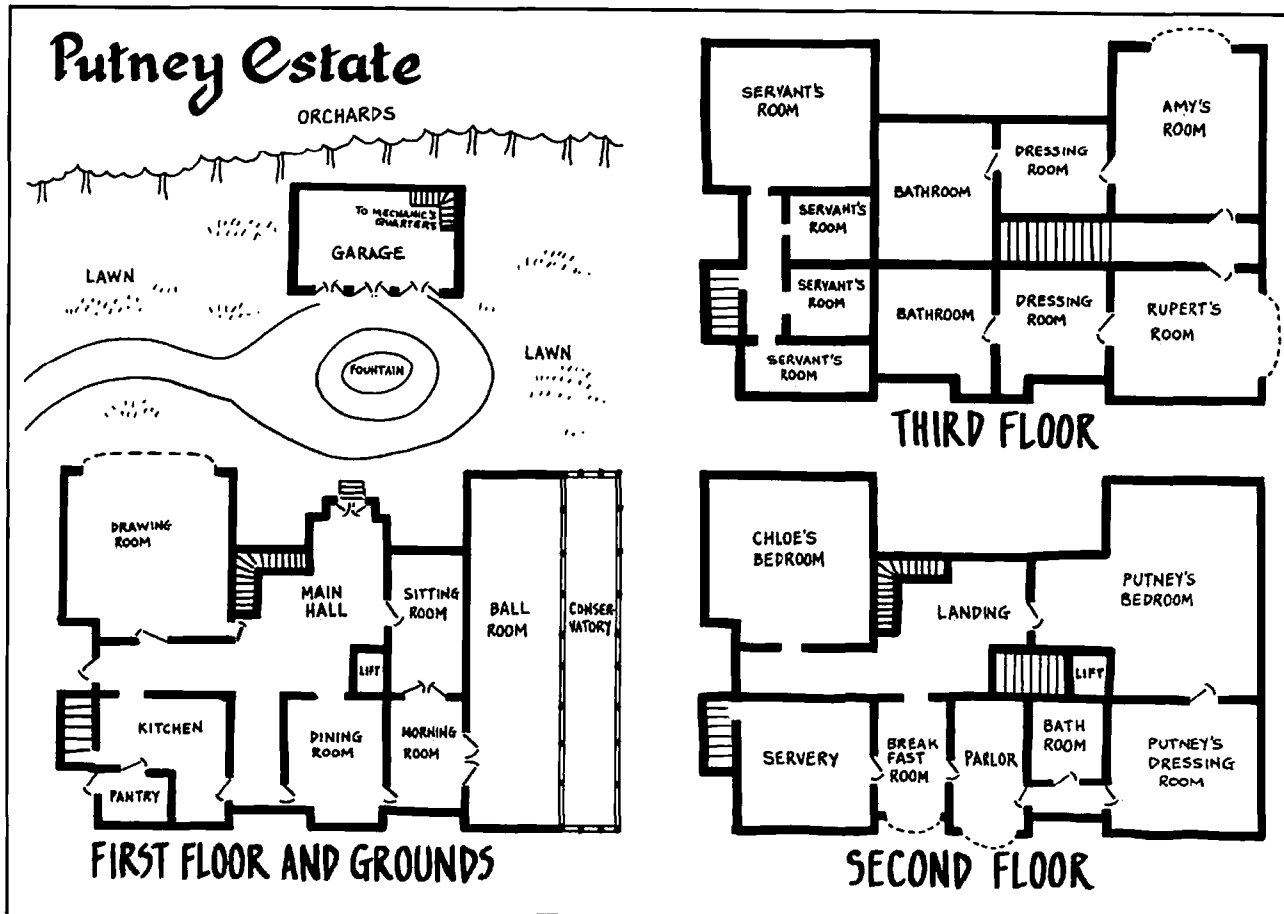 Putney Estate
ORCHARDS
TO MECHANIC'S
QUARTERS
GARAGE
LAWN
LAWN
FOUNTAIN
DRAWING
ROOM
MAIN
HALL
SITTING
ROOM
BALL
ROOM
CONSER
VATORY
LIFT
KITCHEN
DINING
ROOM
MORNING
ROOM
PANTRY
FIRST FLOOR AND GROUNDS
SERVANT'S
ROOM
AMY'S
ROOM
DRESSING
ROOM
BATHROOM
SERVANT'S
ROOM
SERVANT'S
ROOM
BATHROOM
DRESSING
ROOM
RUPERT'S
ROOM
SERVANT'S
ROOM
THIRD FLOOR
CHLOE'S
BEDROOM
LANDING
PUTNEY'S
BEDROOM
LIFT
SERVERY
BREAK
FAST
ROOM
PARLOR
BATH
ROOM
PUTNEY'S
DRESSING
ROOM
SECOND FLOOR